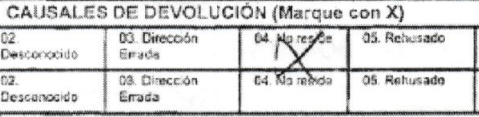 CAUSALES DE DEVOLUCIÓN (Marque con X)
02. Desconocido 03. Dirección Errada 04. No reside 05. Rehusado
02. Desconocido 03. Dirección Errada 04. No reside 05. Rehusado